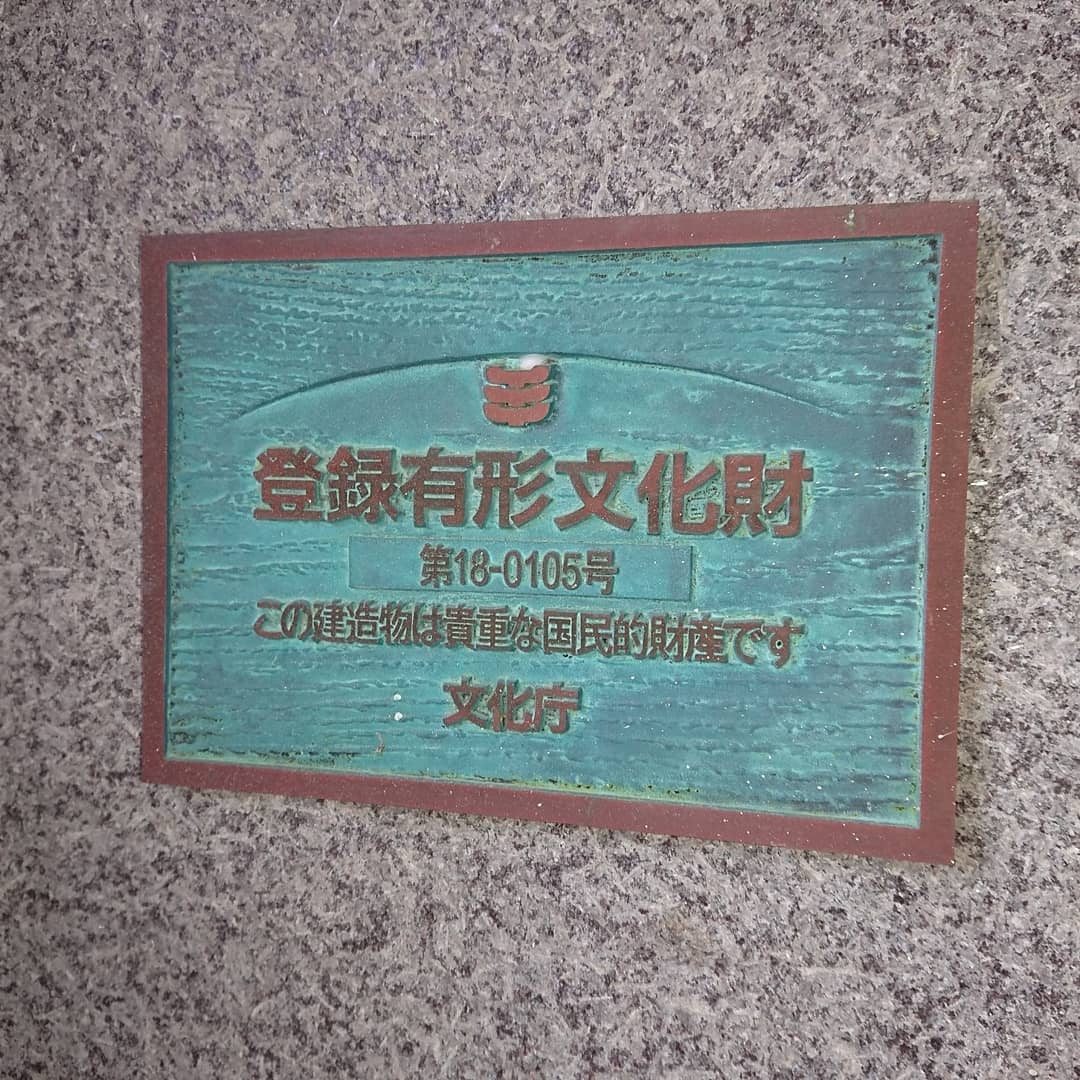 登録有形文化財
第18-0105号
この建造物は貴重な国民的財産です
文化庁